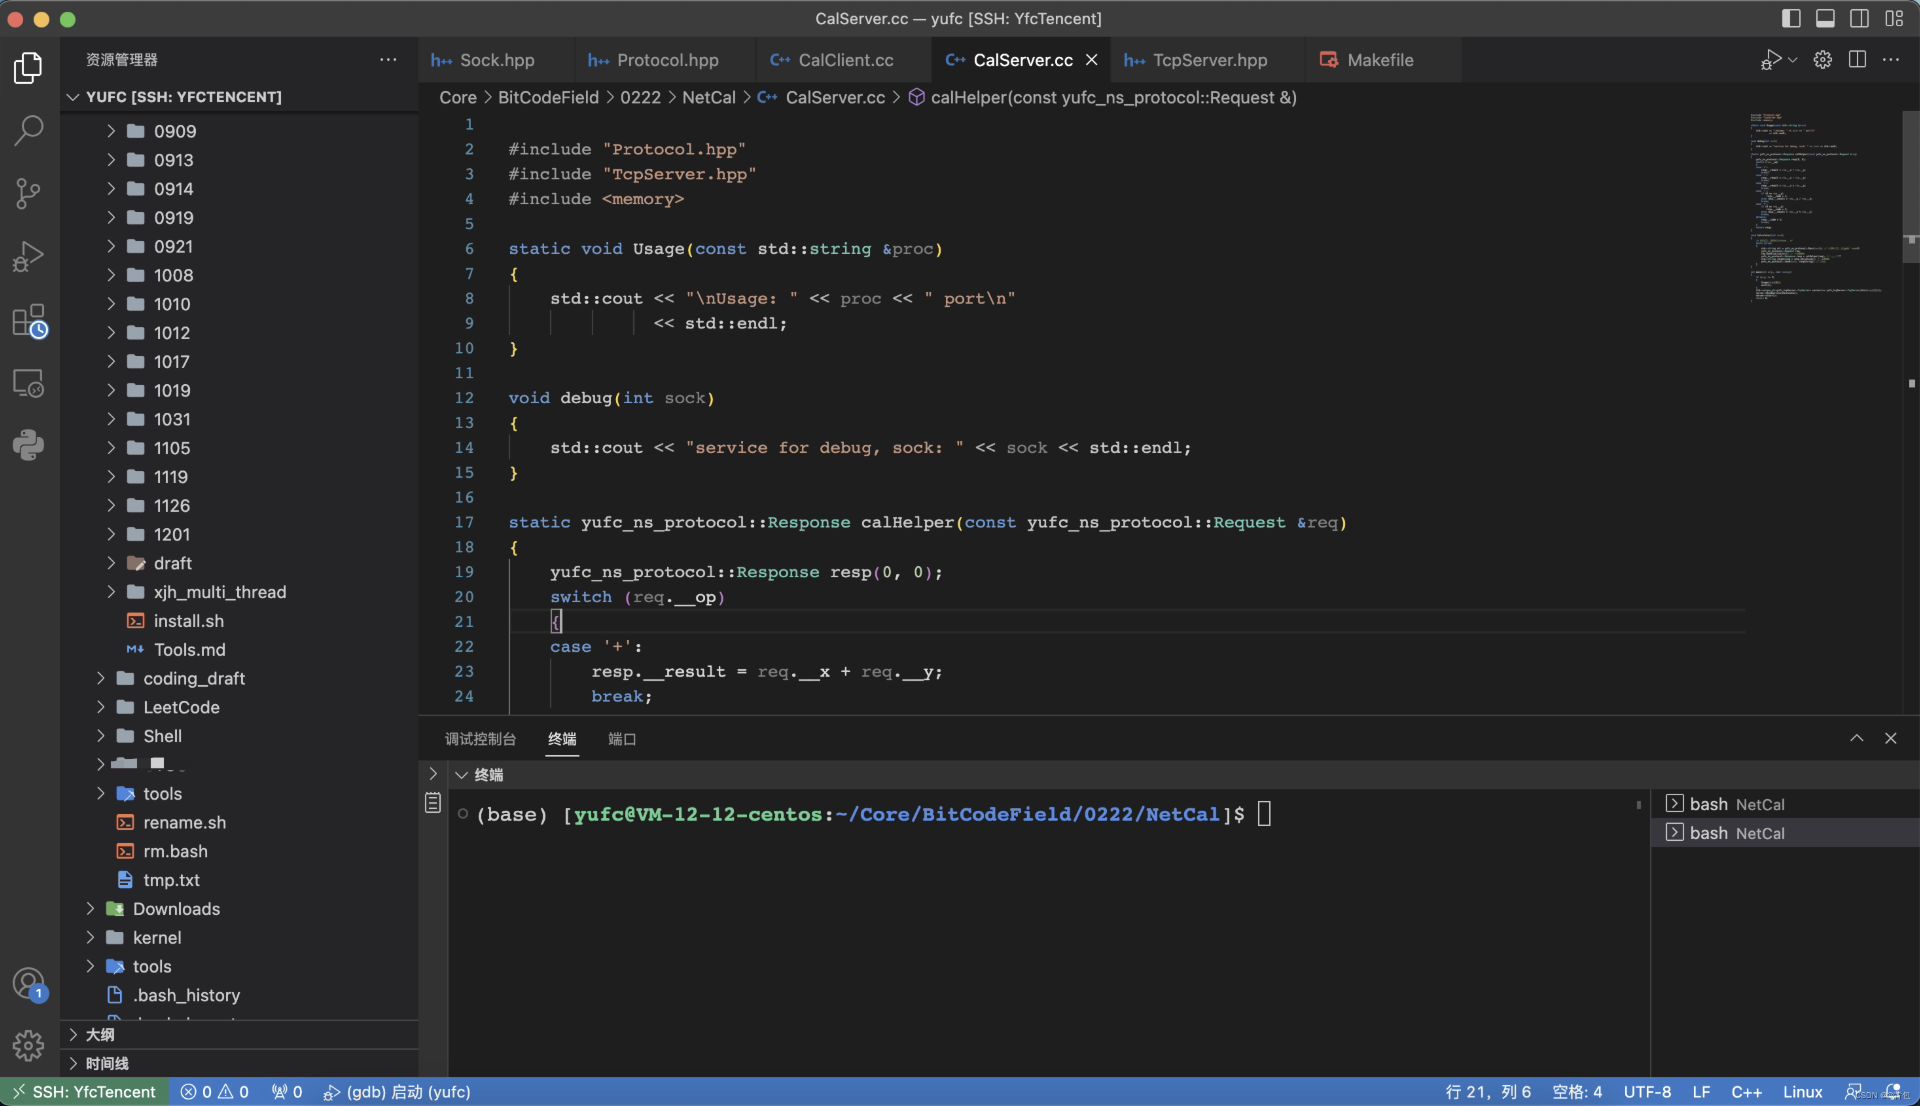 CalServer.cc — yufc [SSH: YfcTencent]
资源管理器
YUFC [SSH: YFCTENCENT]
0909
0913
0914
0919
0921
1008
1010
1012
1017
1019
1031
1105
1119
1126
1201
draft
xjh_multi_thread
install.sh
Tools.md
coding_draft
LeetCode
Shell
tools
rename.sh
rm.bash
tmp.txt
Downloads
kernel
tools
.bash_history
大纲
时间线
h++ Sock.hpp
h++ Protocol.hpp
C++ CalClient.cc
C++ CalServer.cc
h++ TcpServer.hpp
Makefile
Core > BitCodeField > 0222 > NetCal > C++ CalServer.cc > calHelper(const yufc_ns_protocol::Request &)
1
2 #include "Protocol.hpp"
3 #include "TcpServer.hpp"
4 #include <memory>
5
6 static void Usage(const std::string &proc)
7 {
8 std::cout << "\nUsage: " << proc << " port\n"
9 << std::endl;
10 }
11
12 void debug(int sock)
13 {
14 std::cout << "service for debug, sock: " << sock << std::endl;
15 }
16
17 static yufc_ns_protocol::Response calHelper(const yufc_ns_protocol::Request &req)
18 {
19 yufc_ns_protocol::Response resp(0, 0);
20 switch (req.__op)
21 {
22 case '+':
23 resp.__result = req.__x + req.__y;
24 break;
调试控制台 终端 端口
终端
(base) [yufc@VM-12-12-centos:~/Core/BitCodeField/0222/NetCal]$
bash NetCal
bash NetCal
1
SSH: YfcTencent 0 0 0 (gdb) 启动 (yufc) 行 21, 列 6 空格: 4 UTF-8 LF C++ Linux